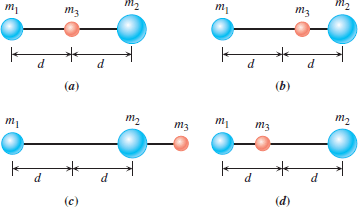 m₁ m₃ m₂
d d
(a)
m₁ m₃ m₂
d d
(b)
m₁ m₂ m₃
d d
(c)
m₁ m₃ m₂
d d
(d)